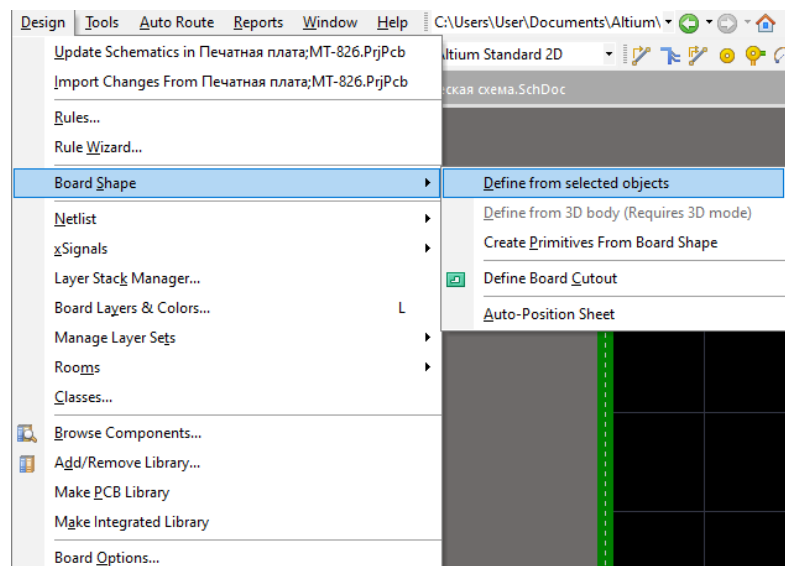 Design Tools Auto Route Reports Window Help C:\Users\User\Documents\Altium\
Update Schematics in Печатная плата;MT-826.PrjPcb
ltium Standard 2D
Import Changes From Печатная плата;MT-826.PrjPcb
еская схема.SchDoc
Rules...
Rule Wizard...
Board Shape
Define from selected objects
Netlist
Define from 3D body (Requires 3D mode)
xSignals
Create Primitives From Board Shape
Layer Stack Manager...
Define Board Cutout
Board Layers & Colors... L
Auto-Position Sheet
Manage Layer Sets
Rooms
Classes...
Browse Components...
Add/Remove Library...
Make PCB Library
Make Integrated Library
Board Options...